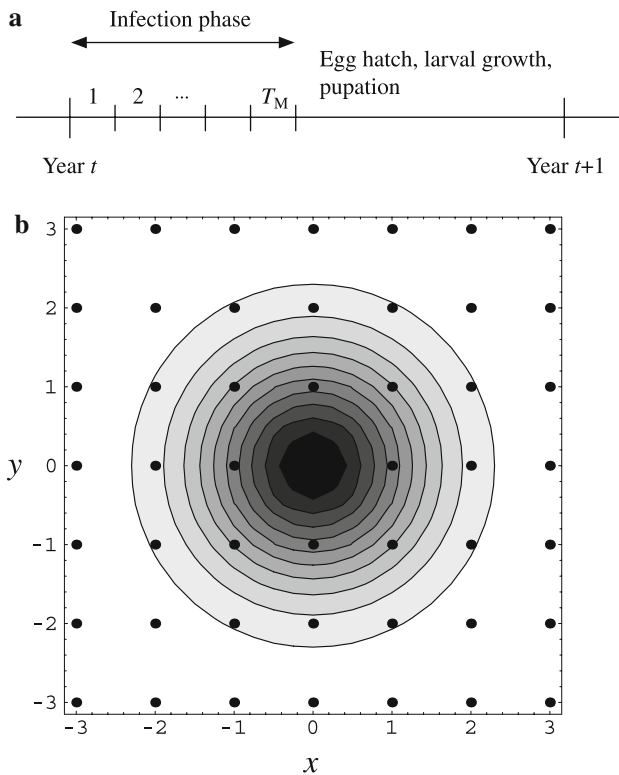 a
Infection phase
Egg hatch, larval growth,
pupation
1 2 ... T_M
Year t
Year t+1
b
3
2
1
0
-1
-2
-3
y
-3 -2 -1 0 1 2 3
x